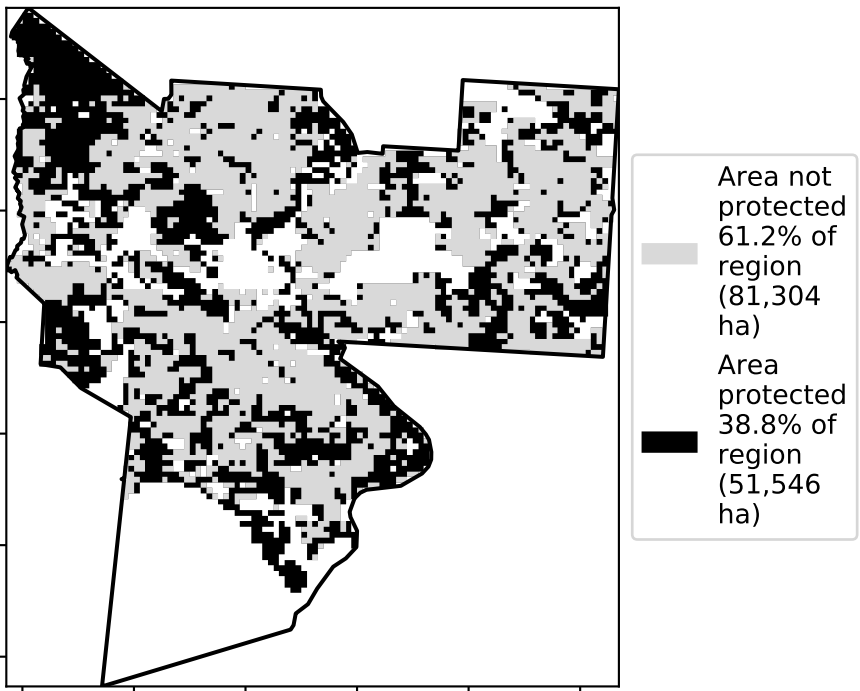 Area not
protected
61.2% of
region
(81,304
ha)
Area
protected
38.8% of
region
(51,546
ha)